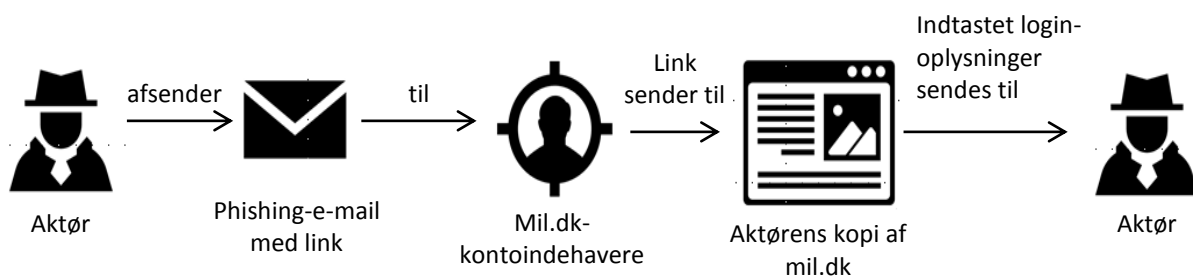 Aktør
afsender
Phishing-e-mail
med link
til
Mil.dk-
kontoindehavere
Link
sender til
Aktørens kopi af
mil.dk
Indtastet login-
oplysninger
sendes til
Aktør